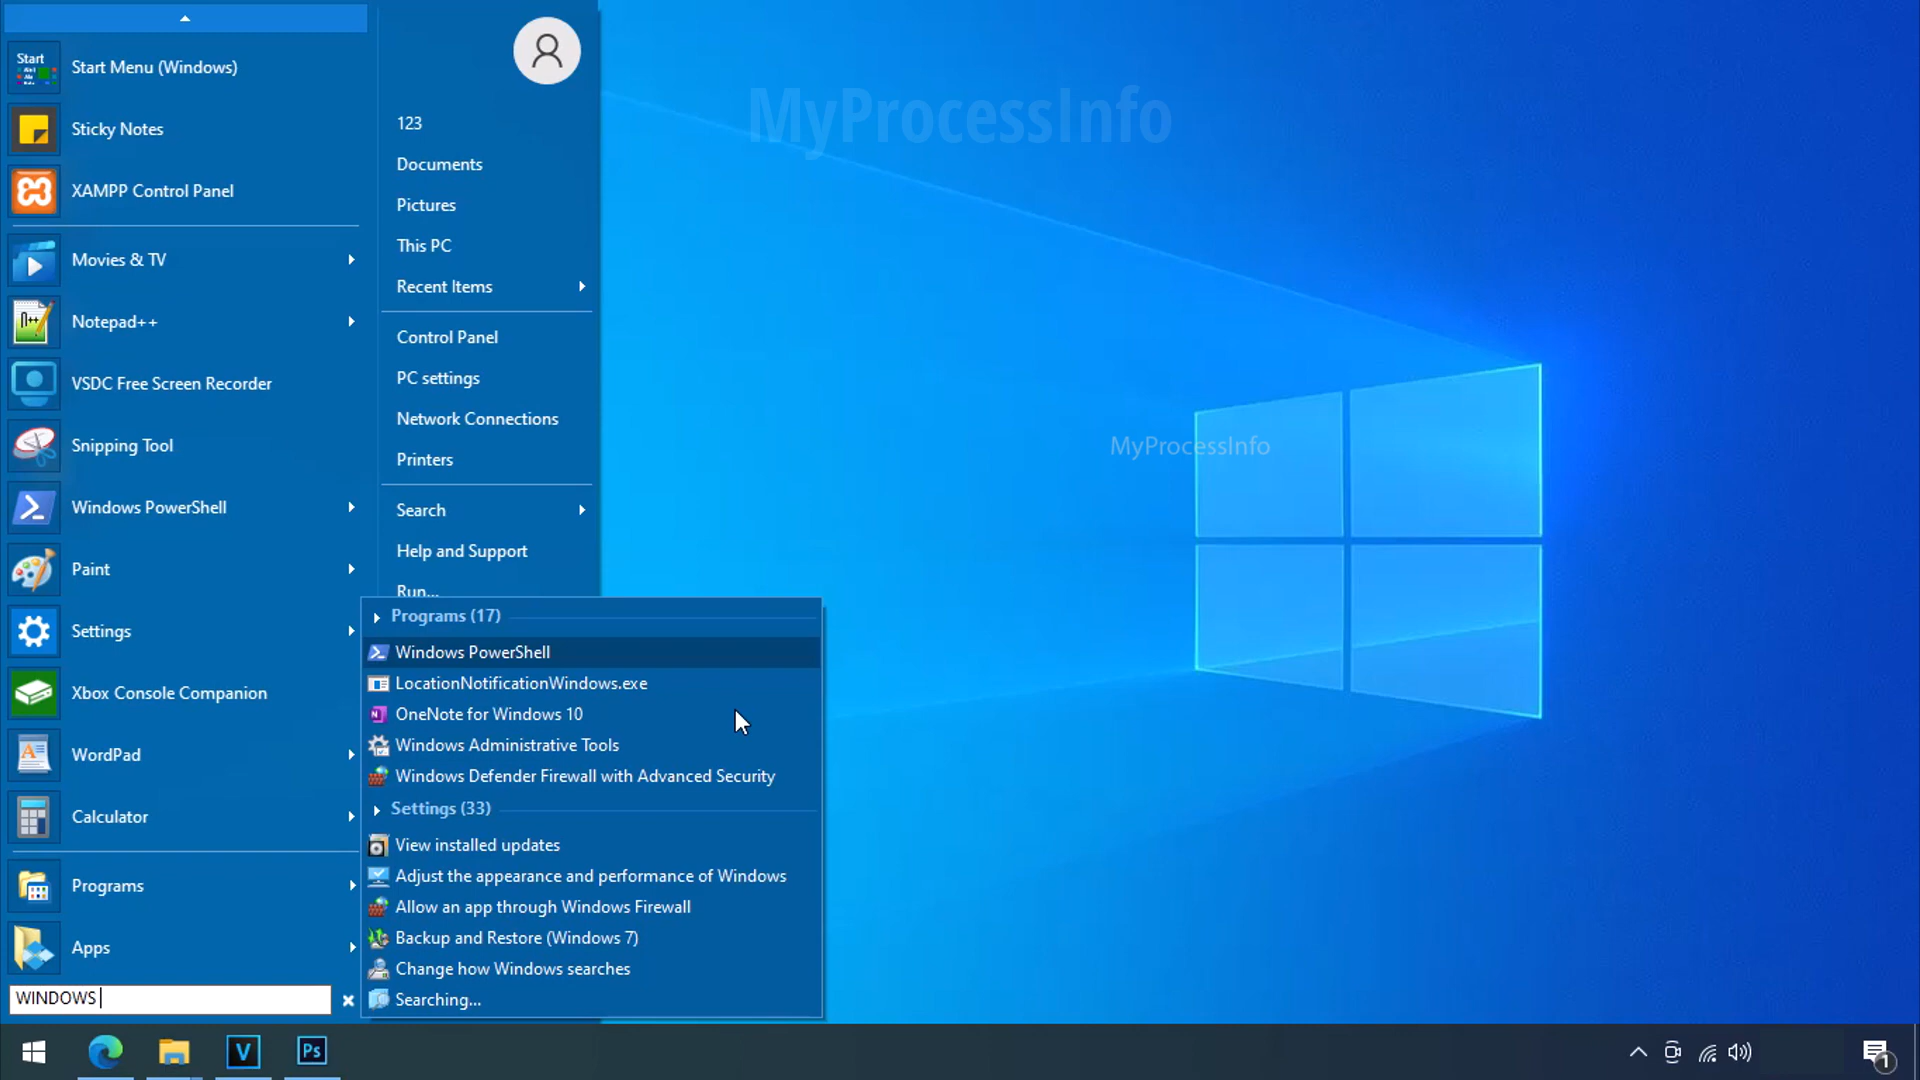 Start
Start Menu (Windows)
Sticky Notes
XAMPP Control Panel
Movies & TV
Notepad++
VSDC Free Screen Recorder
Snipping Tool
Windows PowerShell
Paint
Settings
Xbox Console Companion
WordPad
Calculator
Programs
Apps
WINDOWS
123
Documents
Pictures
This PC
Recent Items
Control Panel
PC settings
Network Connections
Printers
Search
Help and Support
Run...
Programs (17)
Windows PowerShell
LocationNotificationWindows.exe
OneNote for Windows 10
Windows Administrative Tools
Windows Defender Firewall with Advanced Security
Settings (33)
View installed updates
Adjust the appearance and performance of Windows
Allow an app through Windows Firewall
Backup and Restore (Windows 7)
Change how Windows searches
Searching...
MyProcessInfo
MyProcessInfo
V
Ps
1